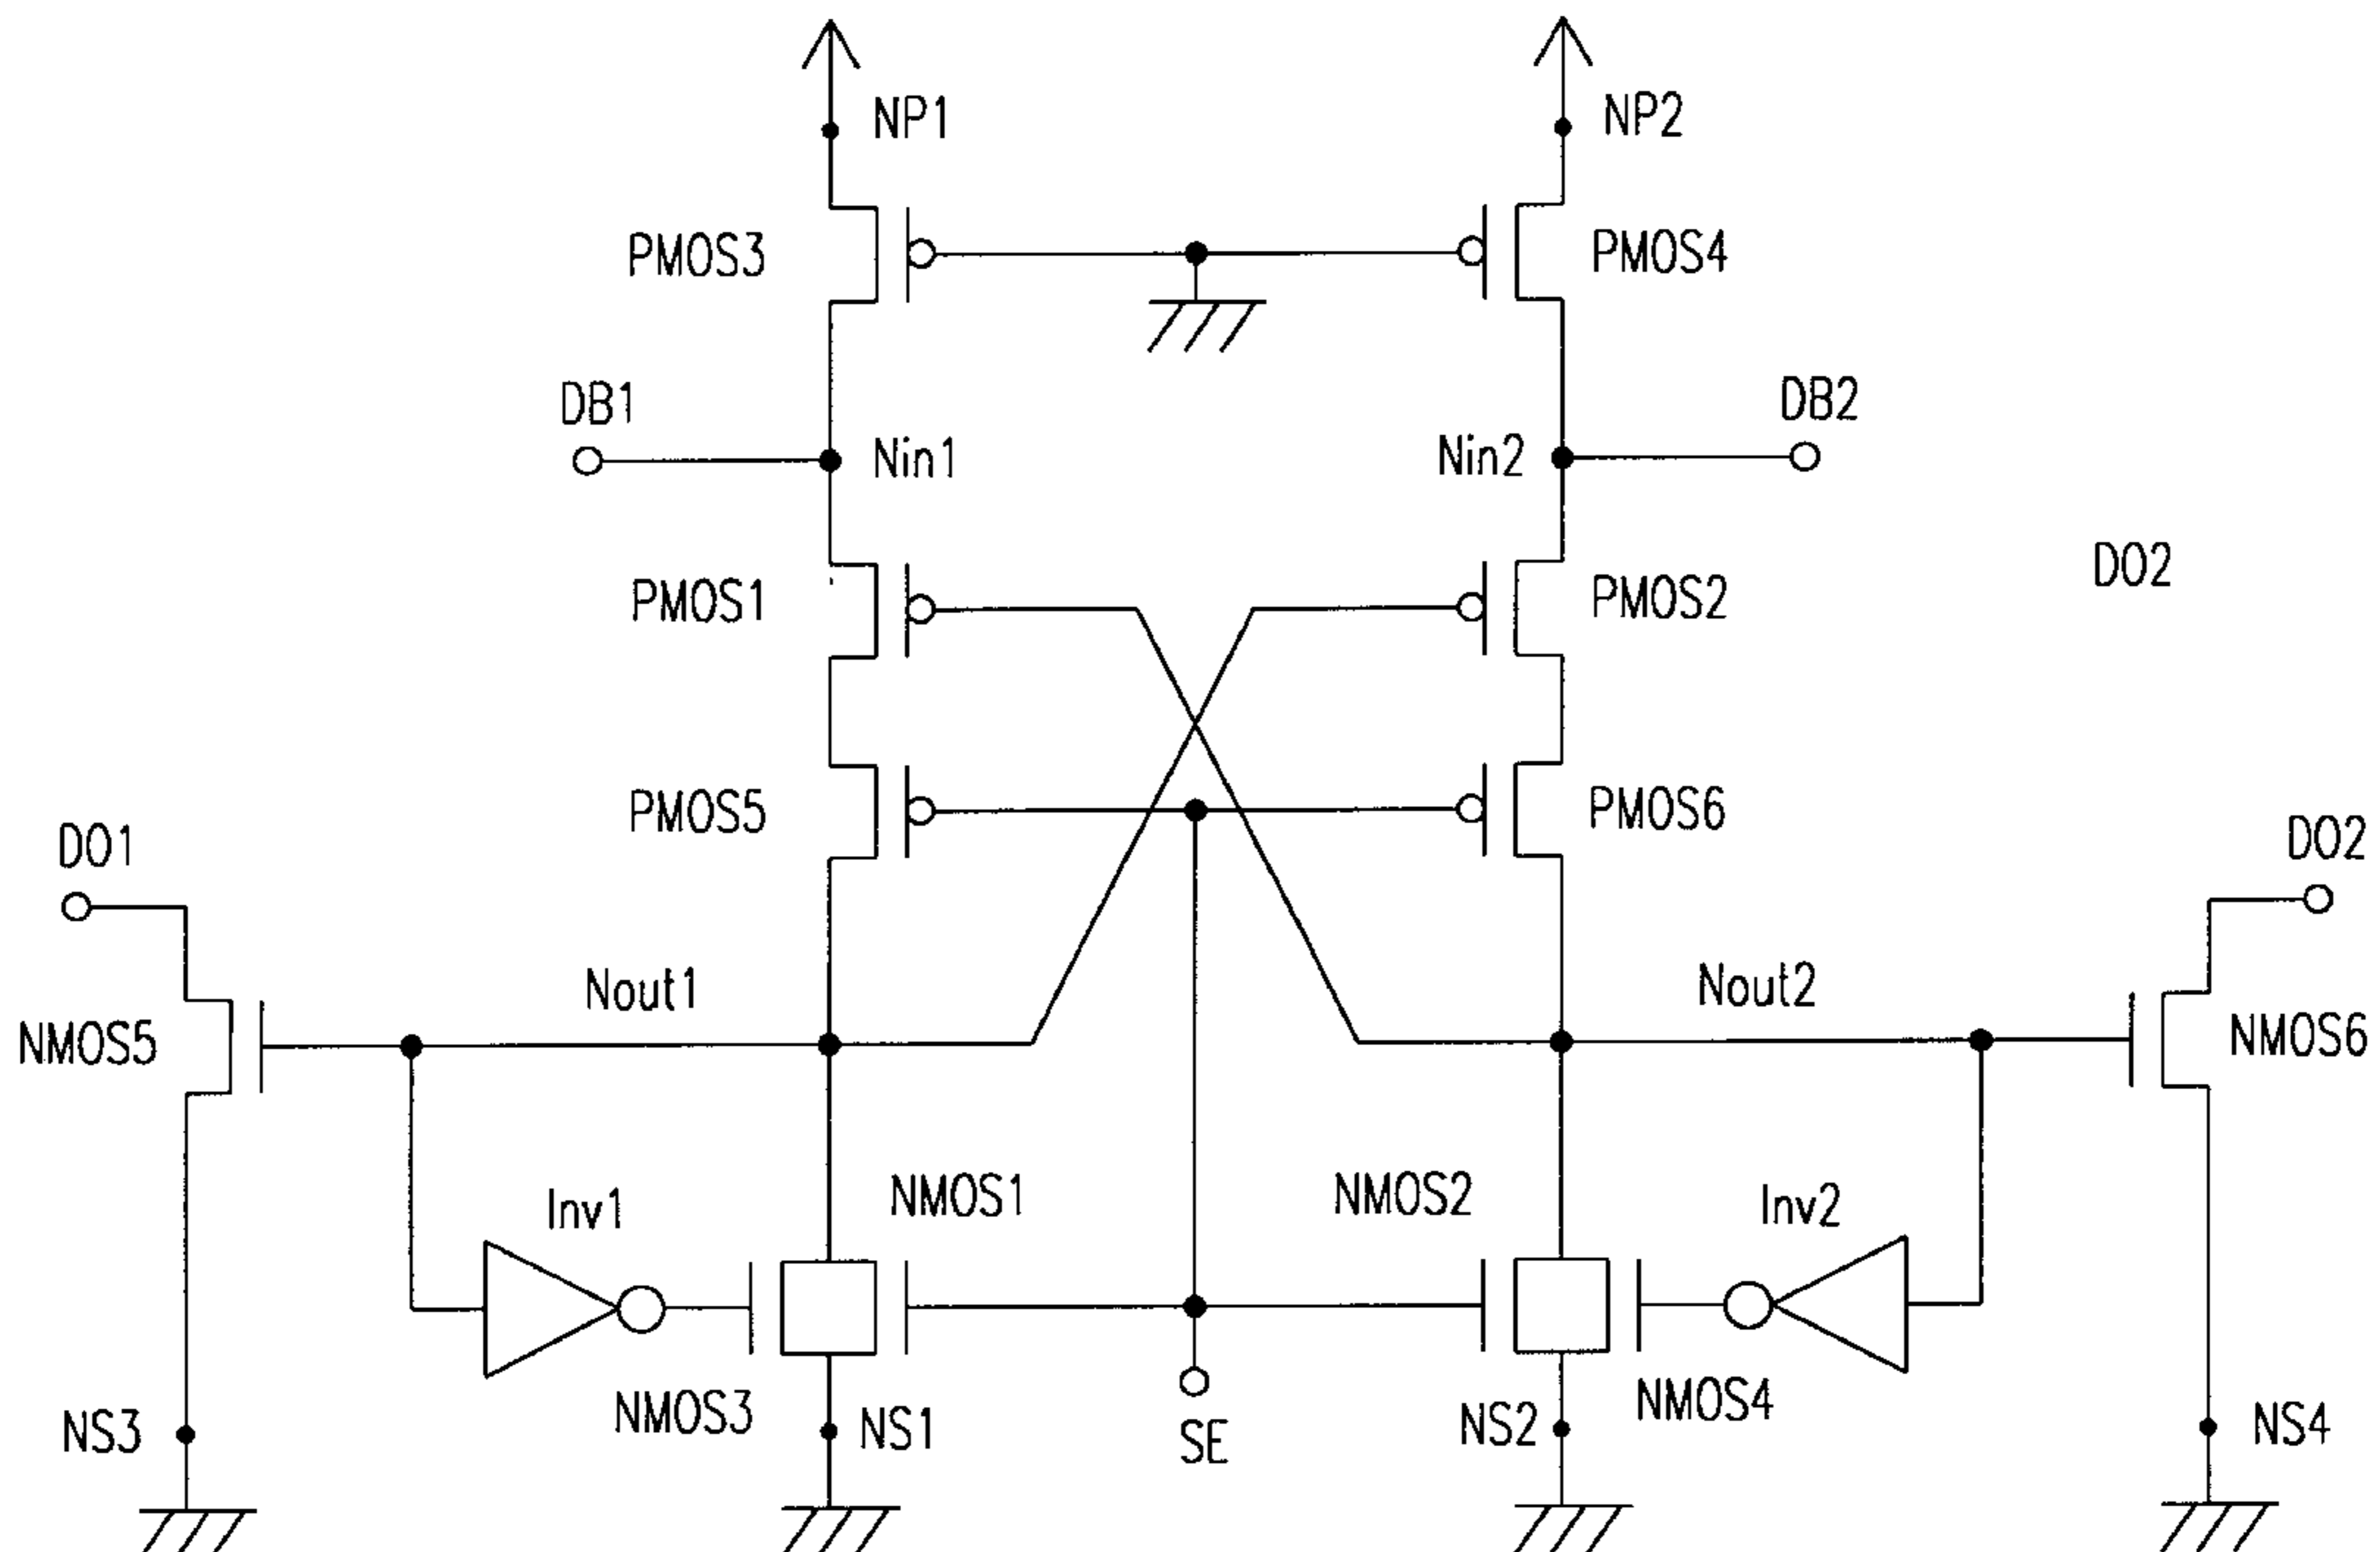 NP1
NP2
PMOS3
PMOS4
DB1
DB2
Nin1
Nin2
DO2
PMOS1
PMOS2
PMOS5
PMOS6
DO1
DO2
Nout1
Nout2
NMOS5
NMOS6
Inv1
NMOS1
NMOS2
Inv2
NMOS3
NMOS4
NS3
NS1
SE
NS2
NS4